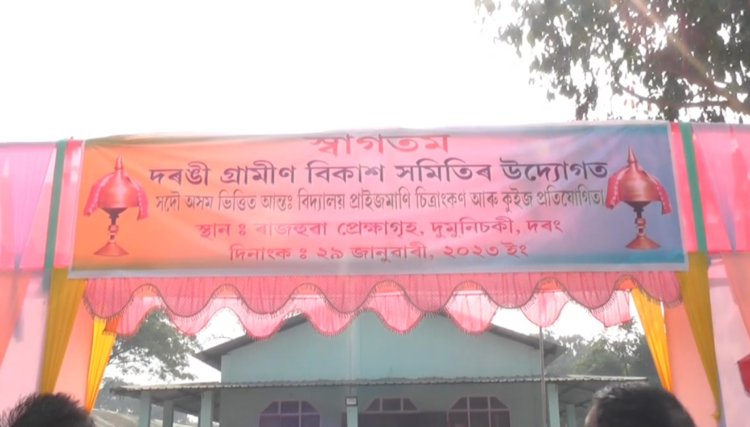 স্বাগতম
দৰঙী গ্ৰামীণ বিকাশ সমিতিৰ উদ্যোগত
সদৌ অসম ভিত্তিত আন্তঃ বিদ্যালয় প্ৰাইজমাণি চিত্ৰাংকণ আৰু কুইজ প্ৰতিযোগিতা
স্থান : ৰাজহুৱা প্ৰেক্ষাগৃহ, দুমুনিচকী, দৰং
দিনাংক : ২৯ জানুৱাৰী, ২০২৩ ইং